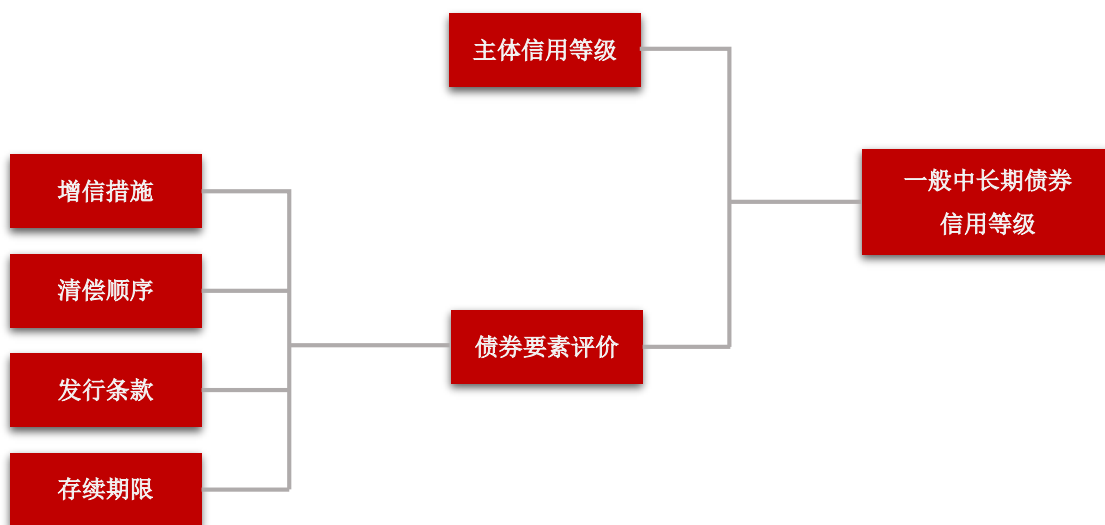 主体信用等级
增信措施
一般中长期债券
信用等级
清偿顺序
债券要素评价
发行条款
存续期限